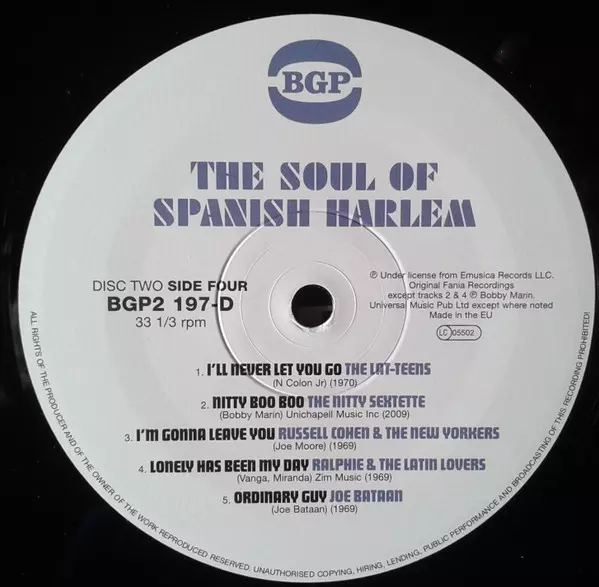 BGP
THE SOUL OF
SPANISH HARLEM
DISC TWO SIDE FOUR
BGP2 197-D
33 1/3 rpm
℗ Under license from Emusica Records LLC.
Original Fania Recordings
except tracks 2 & 4 ℗ Bobby Marin.
Universal Music Pub Ltd except where noted
Made in the EU
LC 05502
1. I'LL NEVER LET YOU GO THE LAT-TEENS
(N Colon Jr) (1970)
2. NITTY BOO BOO THE NITTY SEXTETTE
(Bobby Marin) Unichapell Music Inc (2009)
3. I'M GONNA LEAVE YOU RUSSELL COHEN & THE NEW YORKERS
(Joe Moore) (1969)
4. LONELY HAS BEEN MY DAY RALPHIE & THE LATIN LOVERS
(Vanga, Miranda) Zim Music (1969)
5. ORDINARY GUY JOE BATAAN
(Joe Bataan) (1969)
ALL RIGHTS OF THE PRODUCER AND OF THE OWNER OF THE WORK REPRODUCED RESERVED. UNAUTHORISED COPYING, HIRING, LENDING, PUBLIC PERFORMANCE AND BROADCASTING OF THIS RECORDING PROHIBITED!